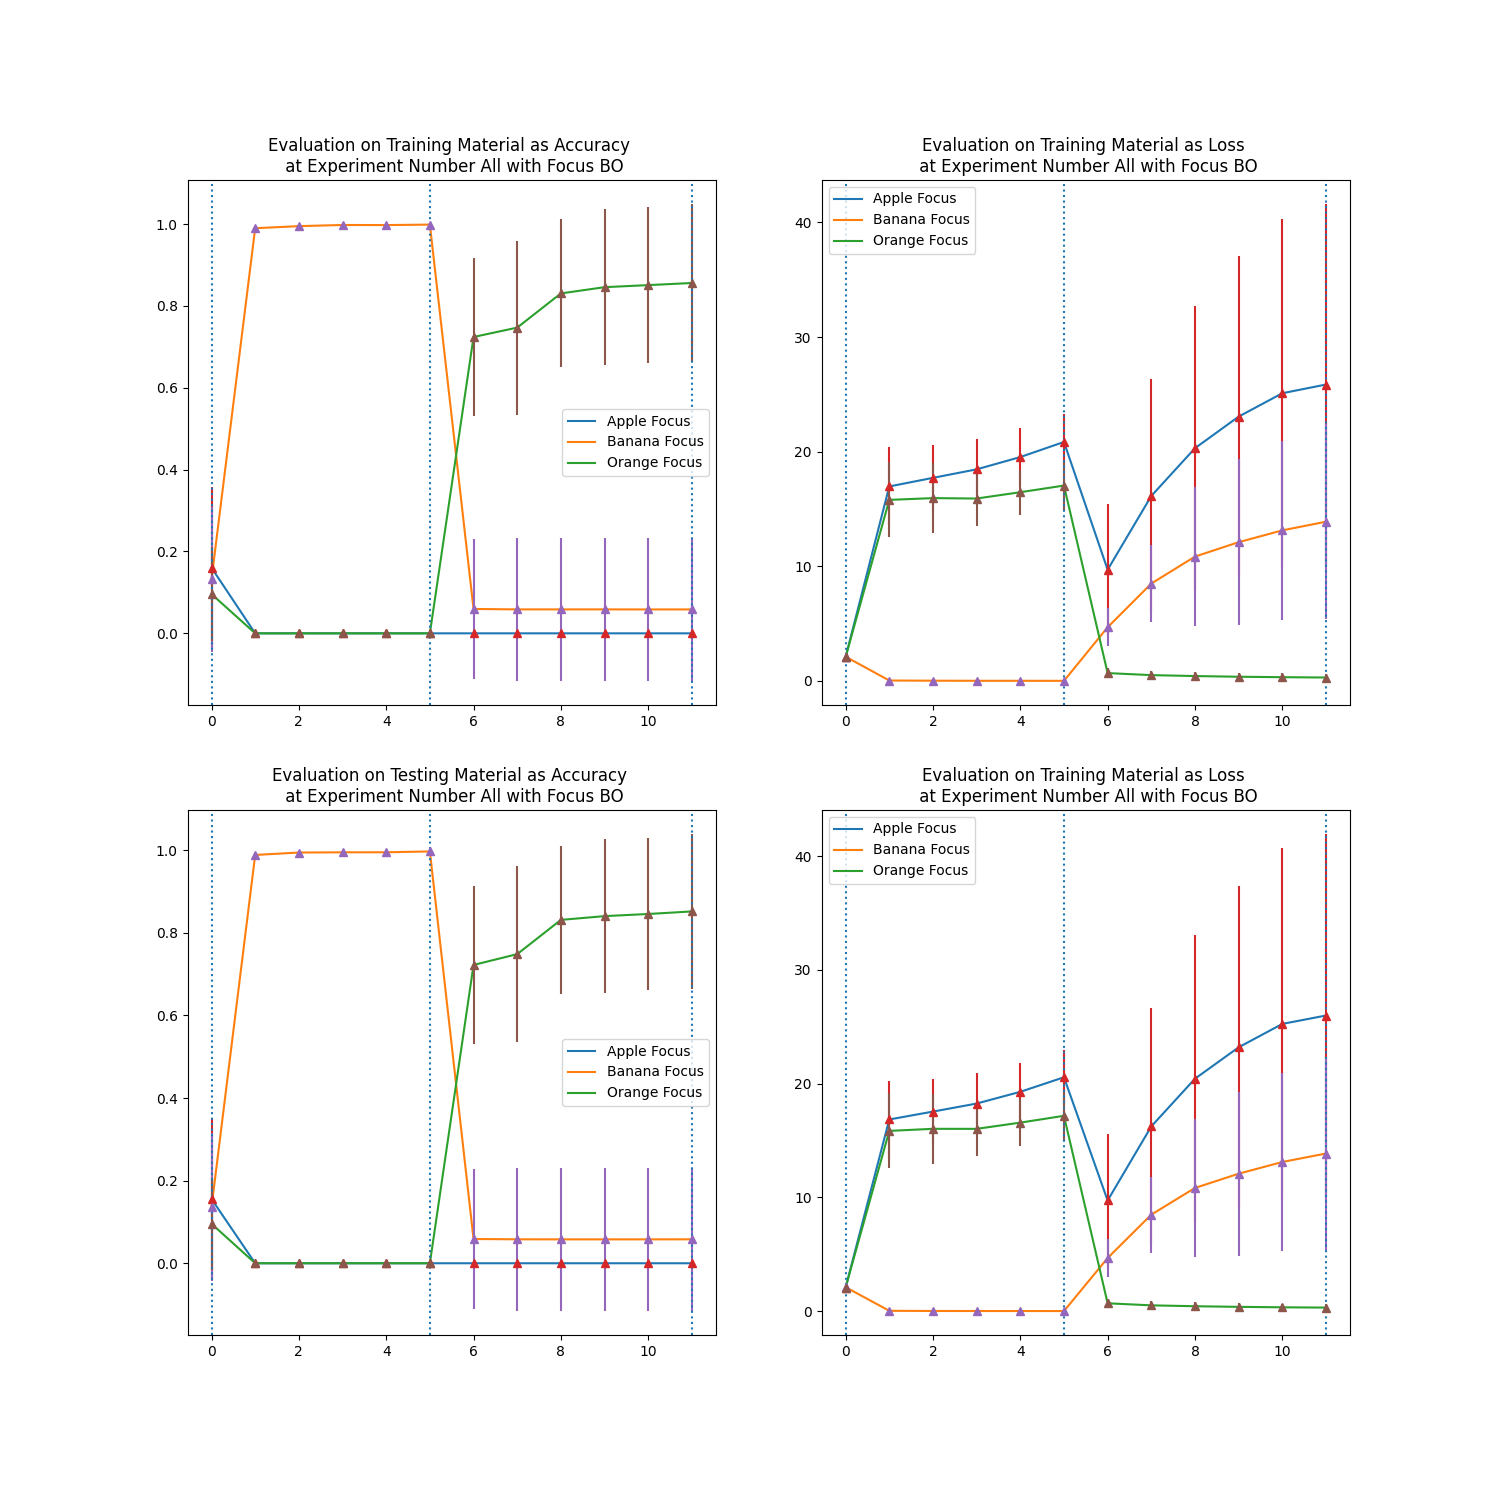 Evaluation on Training Material as Accuracy
at Experiment Number All with Focus BO
1.0
0.8
0.6
0.4
0.2
0.0
Apple Focus
Banana Focus
Orange Focus
0 2 4 6 8 10
Evaluation on Training Material as Loss
at Experiment Number All with Focus BO
Apple Focus
Banana Focus
Orange Focus
40
30
20
10
0
0 2 4 6 8 10
Evaluation on Testing Material as Accuracy
at Experiment Number All with Focus BO
1.0
0.8
0.6
0.4
0.2
0.0
Apple Focus
Banana Focus
Orange Focus
0 2 4 6 8 10
Evaluation on Training Material as Loss
at Experiment Number All with Focus BO
Apple Focus
Banana Focus
Orange Focus
40
30
20
10
0
0 2 4 6 8 10